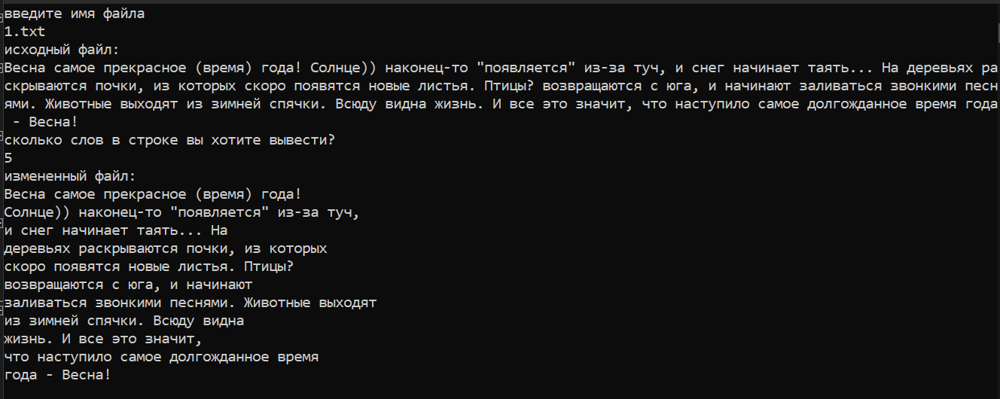 введите имя файла
1.txt
исходный файл:
Весна самое прекрасное (время) года! Солнце)) наконец-то "появляется" из-за туч, и снег начинает таять... На деревьях ра
скрываются почки, из которых скоро появятся новые листья. Птицы? возвращаются с юга, и начинают заливаться звонкими песн
ями. Животные выходят из зимней спячки. Всюду видна жизнь. И все это значит, что наступило самое долгожданное время года
 - Весна!
сколько слов в строке вы хотите вывести?
5
измененный файл:
Весна самое прекрасное (время) года!
Солнце)) наконец-то "появляется" из-за туч,
и снег начинает таять... На
деревьях раскрываются почки, из которых
скоро появятся новые листья. Птицы?
возвращаются с юга, и начинают
заливаться звонкими песнями. Животные выходят
из зимней спячки. Всюду видна
жизнь. И все это значит,
что наступило самое долгожданное время
года - Весна!